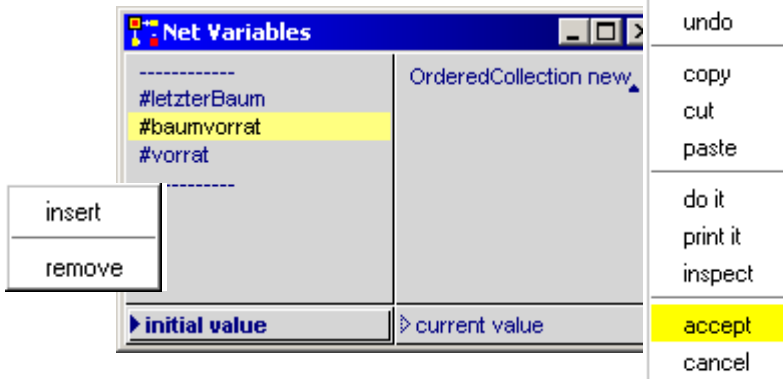 Net Variables
------------
#letzterBaum
#baumvorrat
#vorrat
----------
OrderedCollection new
insert
remove
initial value
current value
undo
copy
cut
paste
do it
print it
inspect
accept
cancel